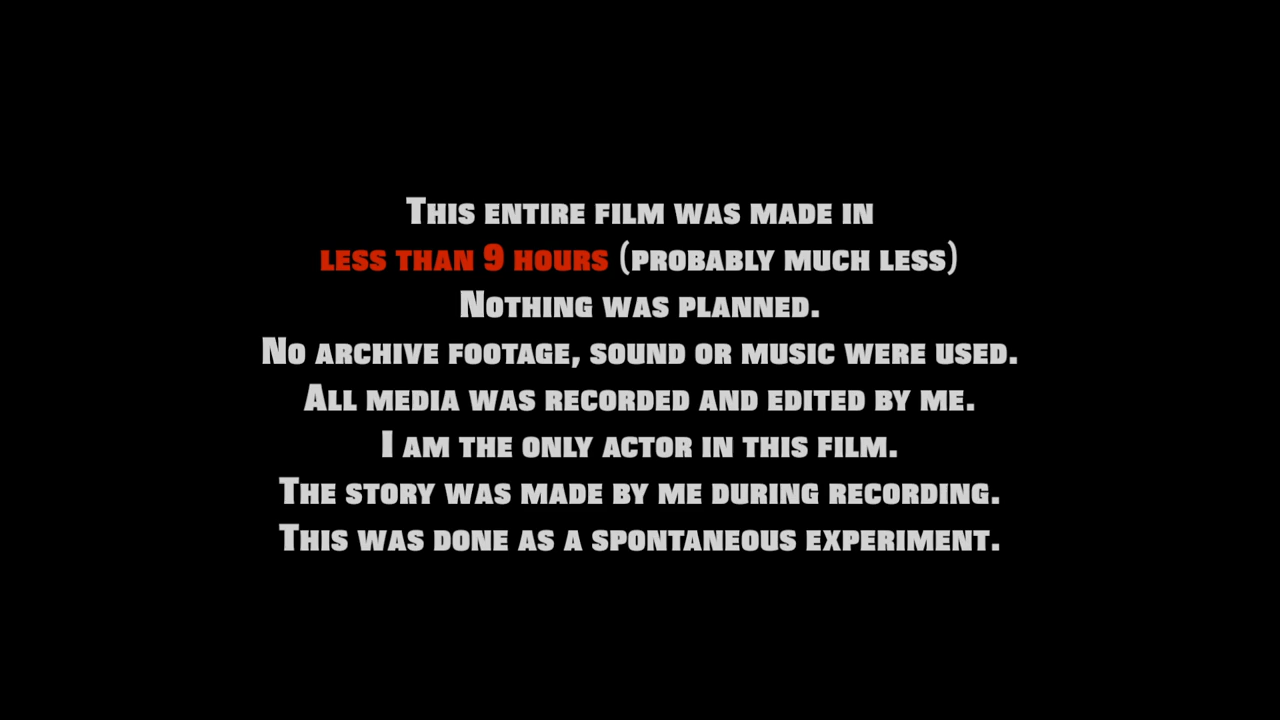 This entire film was made in
less than 9 hours (probably much less)
Nothing was planned.
No archive footage, sound or music were used.
All media was recorded and edited by me.
I am the only actor in this film.
The story was made by me during recording.
This was done as a spontaneous experiment.